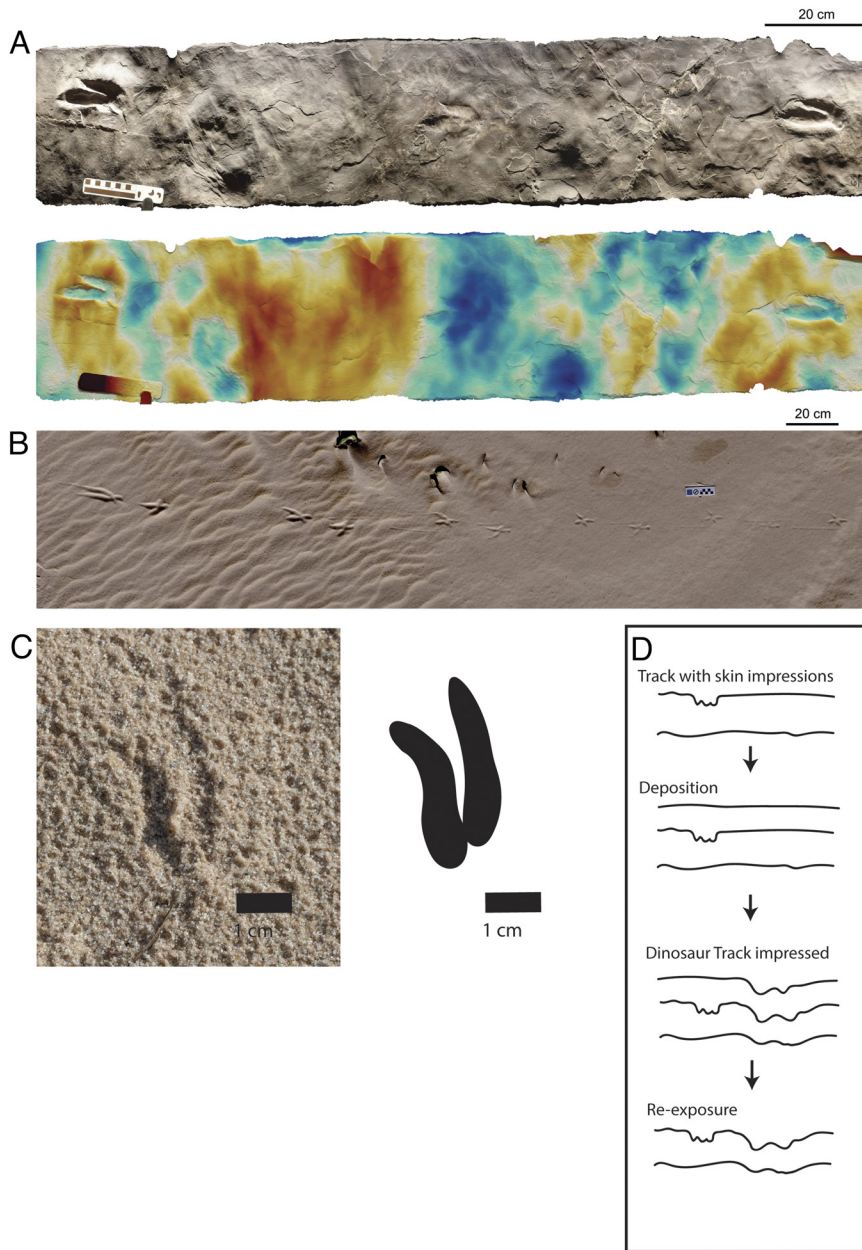 20 cm
A
20 cm
B
C
1 cm
1 cm
D
Track with skin impressions
Deposition
Dinosaur Track impressed
Re-exposure